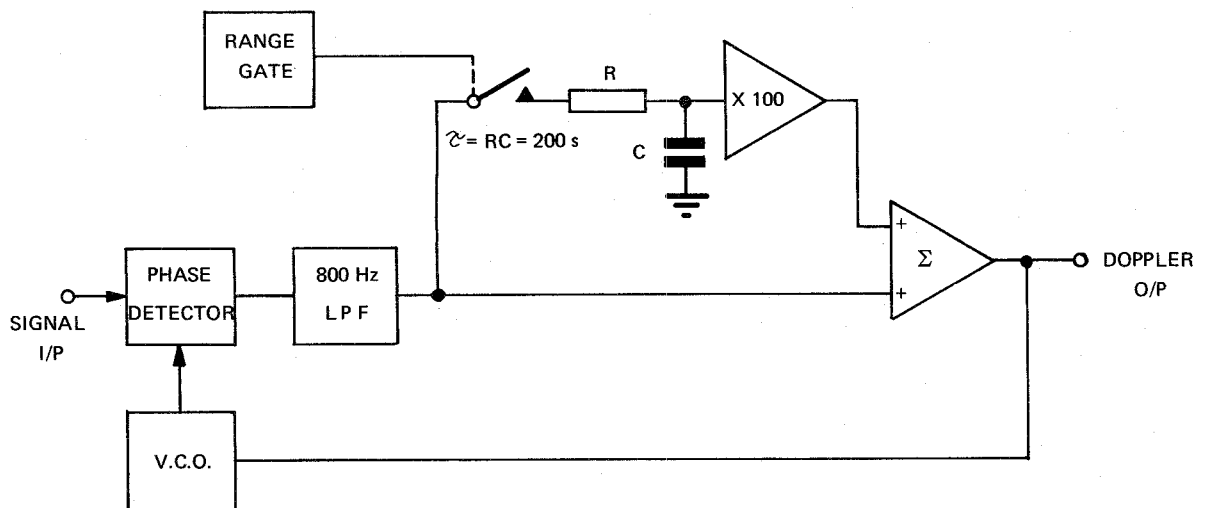 RANGE
GATE
R
X 100
τ = RC = 200 s
C
+
Σ
+
DOPPLER
O/P
PHASE
DETECTOR
800 Hz
L P F
SIGNAL
I/P
V.C.O.